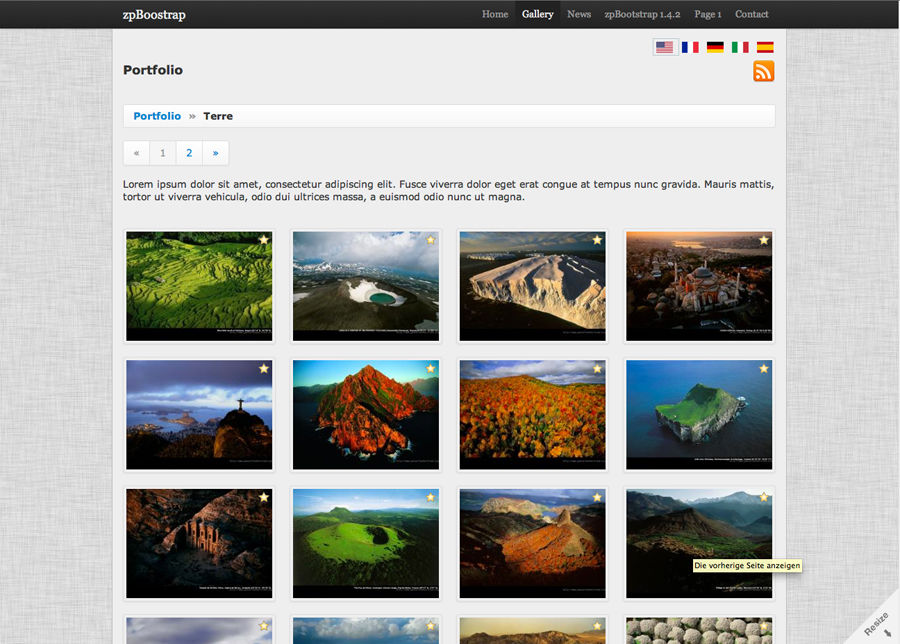 zpBoostrap
Home Gallery News zpBootstrap 1.4.2 Page 1 Contact
Portfolio
Portfolio » Terre
« 1 2 »
Lorem ipsum dolor sit amet, consectetur adipiscing elit. Fusce viverra dolor eget erat congue at tempus nunc gravida. Mauris mattis,
tortor ut viverra vehicula, odio dui ultrices massa, a euismod odio nunc ut magna.
Die vorherige Seite anzeigen
Resize